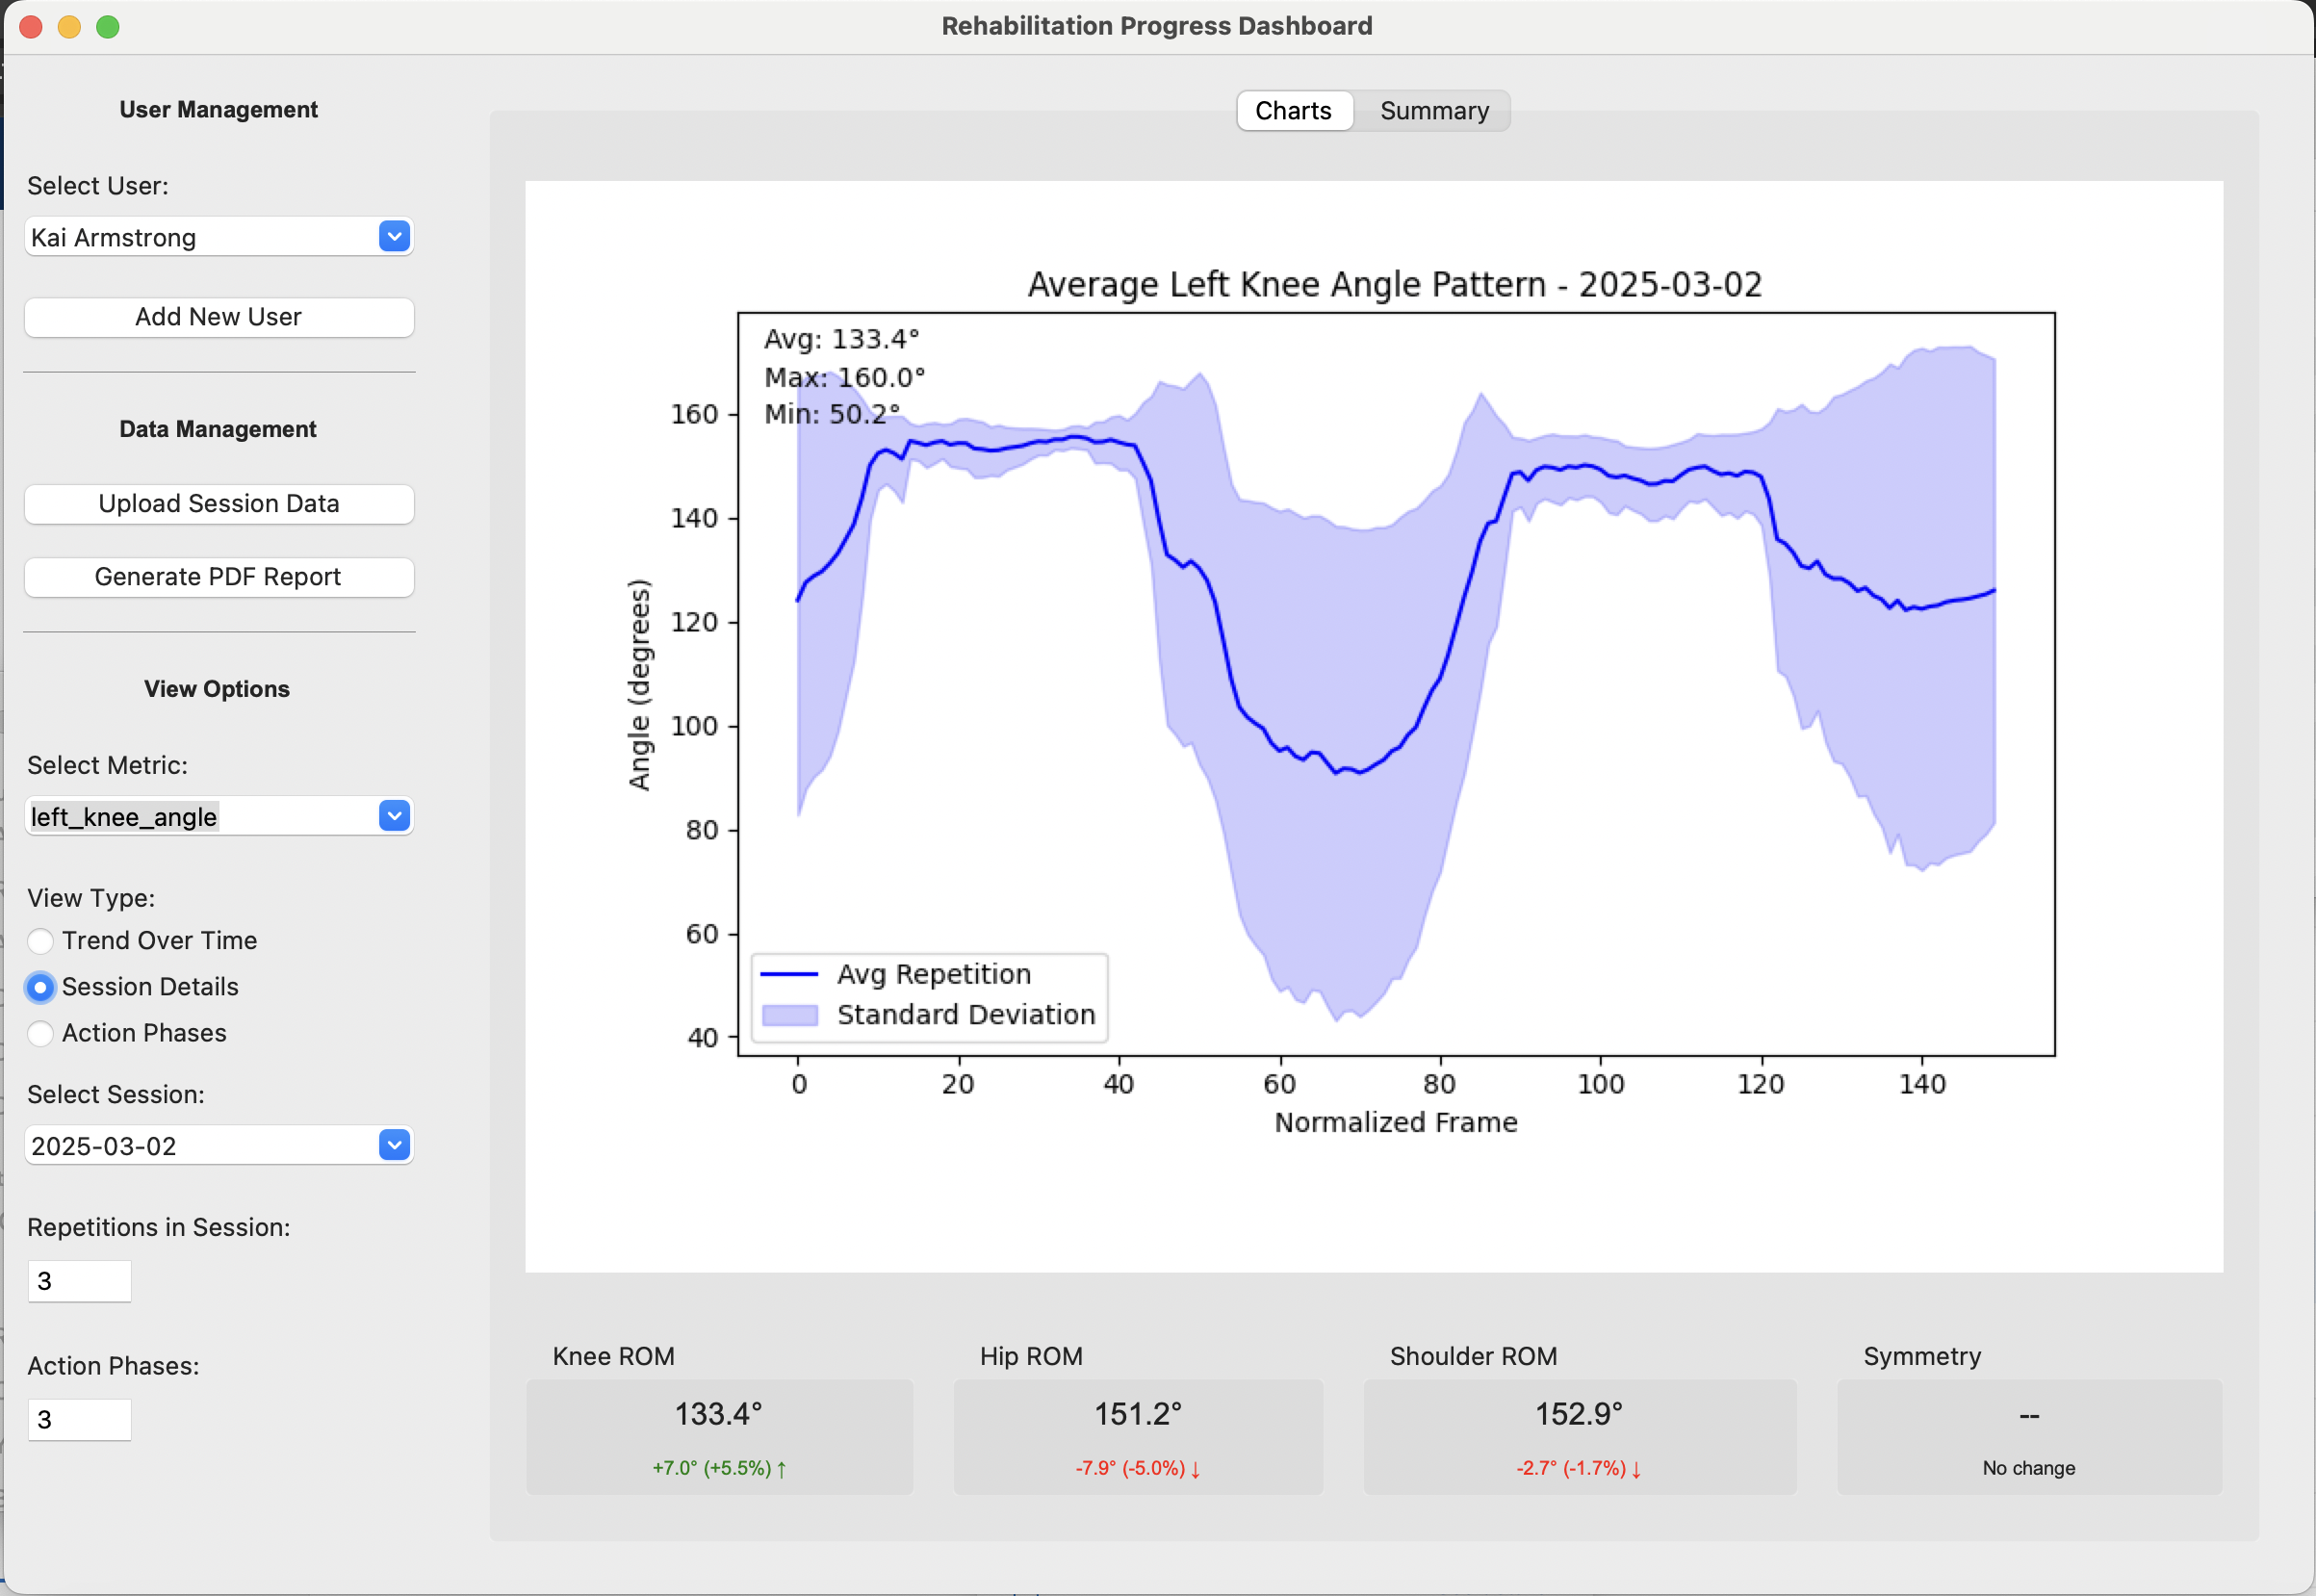 Rehabilitation Progress Dashboard
User Management
Select User:
Kai Armstrong
Add New User
Data Management
Upload Session Data
Generate PDF Report
View Options
Select Metric:
left_knee_angle
View Type:
Trend Over Time
Session Details
Action Phases
Select Session:
2025-03-02
Repetitions in Session:
3
Action Phases:
3
Charts Summary
Average Left Knee Angle Pattern - 2025-03-02
Avg: 133.4°
Max: 160.0°
Min: 50.2°
160
140
120
100
80
60
40
Angle (degrees)
Avg Repetition
Standard Deviation
0 20 40 60 80 100 120 140
Normalized Frame
Knee ROM Hip ROM Shoulder ROM Symmetry
133.4° 151.2° 152.9° --
+7.0° (+5.5%) ↑ -7.9° (-5.0%) ↓ -2.7° (-1.7%) ↓ No change